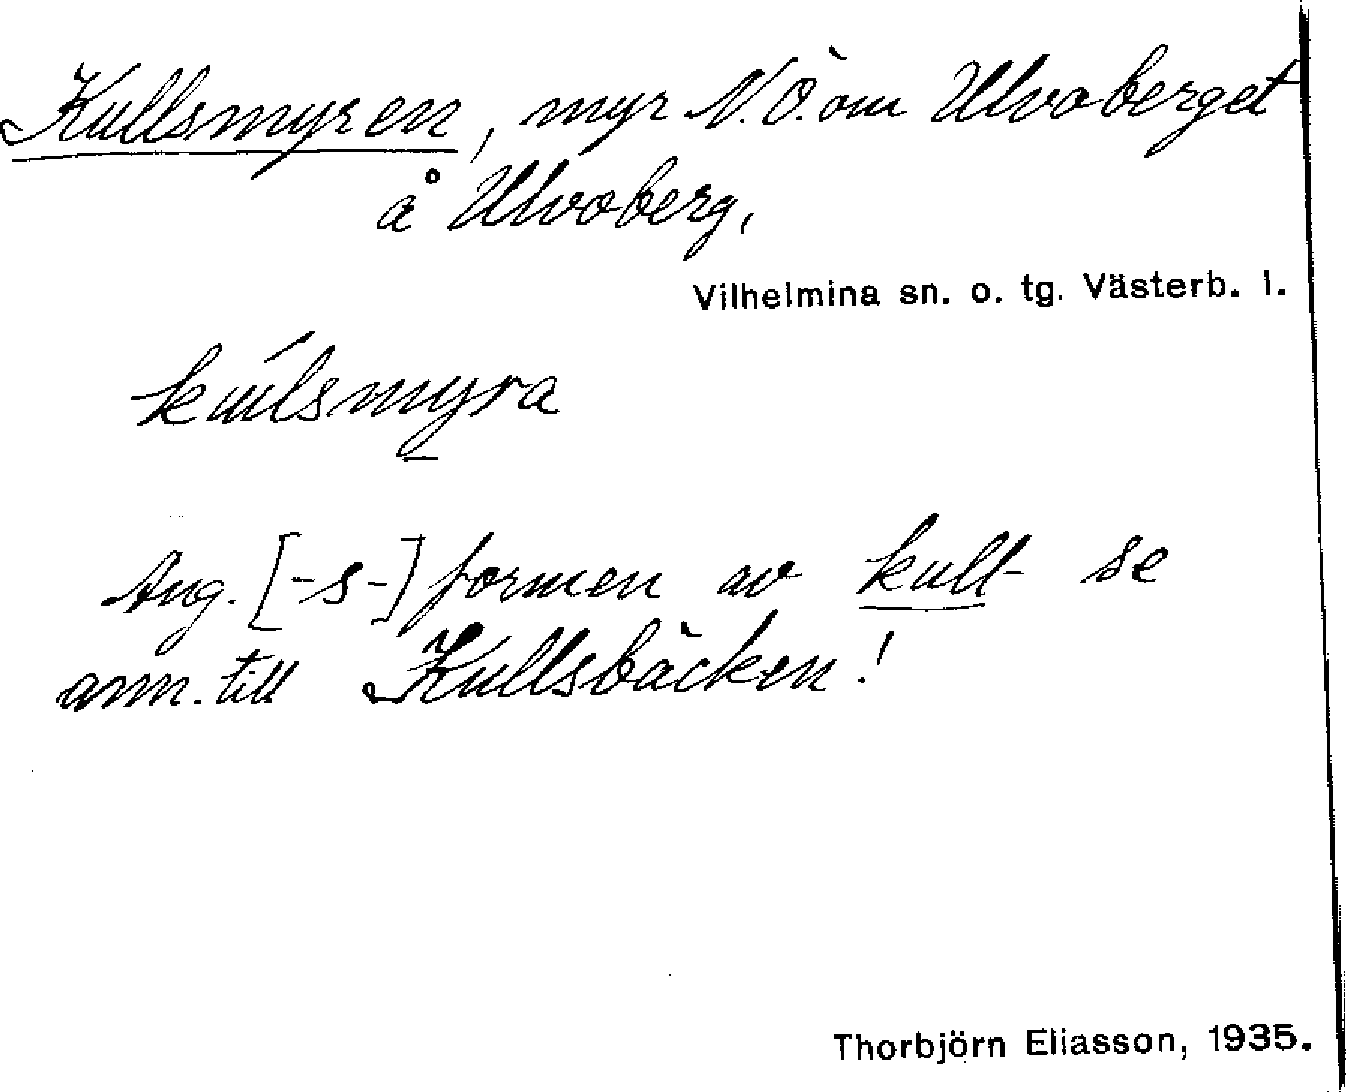 Kullsmyren, myr N.Ö. om Ulvoberget
å Ulvoberg,
Vilhelmina sn. o. tg. Västerb. l.
kúlsmyra
Ang. [-s-] formen av kull- se
anm. till Kullsbäcken!
Thorbjörn Eliasson, 1935.